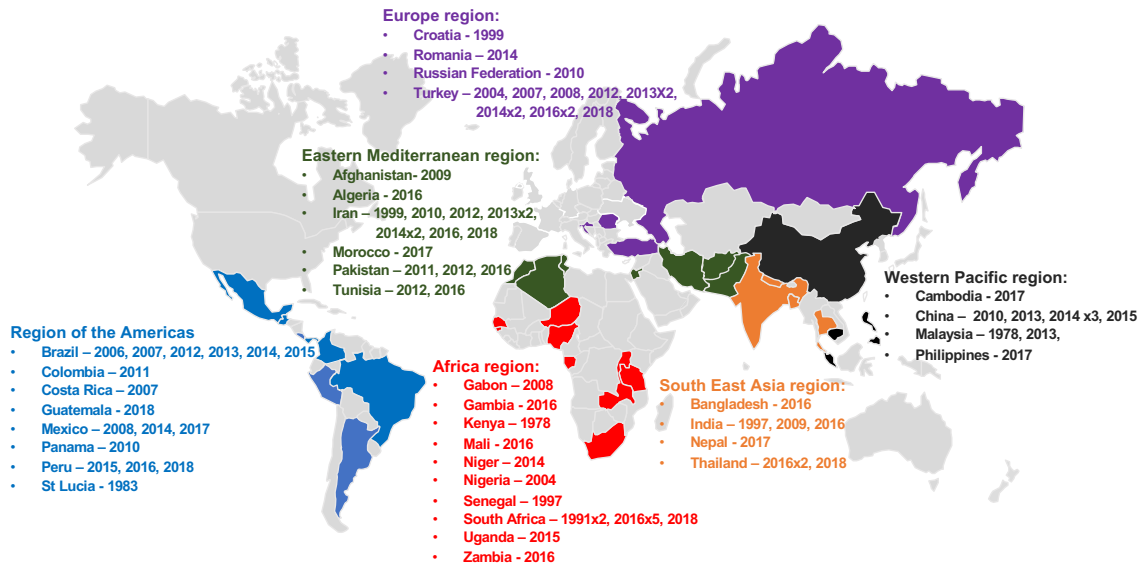 Europe region:
• Croatia - 1999
• Romania – 2014
• Russian Federation - 2010
• Turkey – 2004, 2007, 2008, 2012, 2013X2,
2014x2, 2016x2, 2018
Eastern Mediterranean region:
• Afghanistan- 2009
• Algeria - 2016
• Iran – 1999, 2010, 2012, 2013x2,
2014x2, 2016, 2018
• Morocco - 2017
• Pakistan – 2011, 2012, 2016
• Tunisia – 2012, 2016
Western Pacific region:
• Cambodia - 2017
• China - 2010, 2013, 2014 x3, 2015
• Malaysia – 1978, 2013,
• Philippines - 2017
Region of the Americas
• Brazil – 2006, 2007, 2012, 2013, 2014, 2015
• Colombia – 2011
• Costa Rica – 2007
• Guatemala - 2018
• Mexico – 2008, 2014, 2017
• Panama – 2010
• Peru – 2015, 2016, 2018
• St Lucia - 1983
Africa region:
• Gabon – 2008
• Gambia - 2016
• Kenya – 1978
• Mali - 2016
• Niger – 2014
• Nigeria – 2004
• Senegal – 1997
• South Africa – 1991x2, 2016x5, 2018
• Uganda – 2015
• Zambia - 2016
South East Asia region:
• Bangladesh - 2016
• India – 1997, 2009, 2016
• Nepal – 2017
• Thailand – 2016x2, 2018